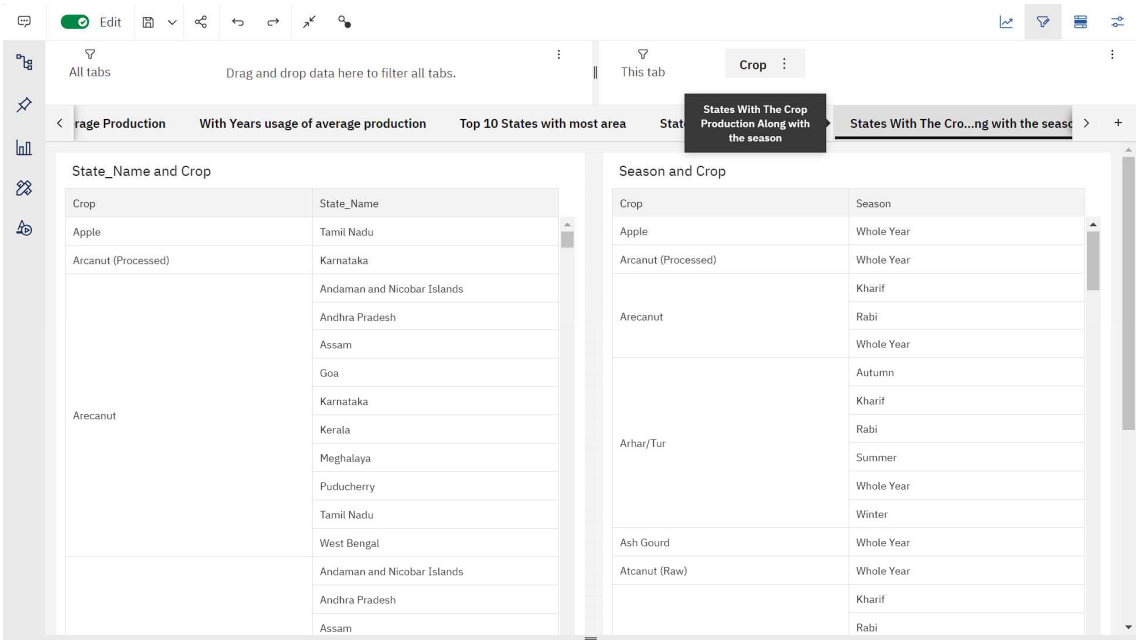 Edit
All tabs
Drag and drop data here to filter all tabs.
This tab
Crop
rage Production
With Years usage of average production
Top 10 States with most area
Stat
States With The Crop
Production Along with
the season
States With The Cro...ng with the seasc
State_Name and Crop
Crop State_Name
Apple Tamil Nadu
Arcanut (Processed) Karnataka
Arecanut
Andaman and Nicobar Islands
Andhra Pradesh
Assam
Goa
Karnataka
Kerala
Meghalaya
Puducherry
Tamil Nadu
West Bengal
Andaman and Nicobar Islands
Andhra Pradesh
Assam
Season and Crop
Crop Season
Apple Whole Year
Arcanut (Processed) Whole Year
Arecanut
Kharif
Rabi
Whole Year
Arhar/Tur
Autumn
Kharif
Rabi
Summer
Whole Year
Winter
Ash Gourd Whole Year
Atcanut (Raw) Whole Year
Kharif
Rabi